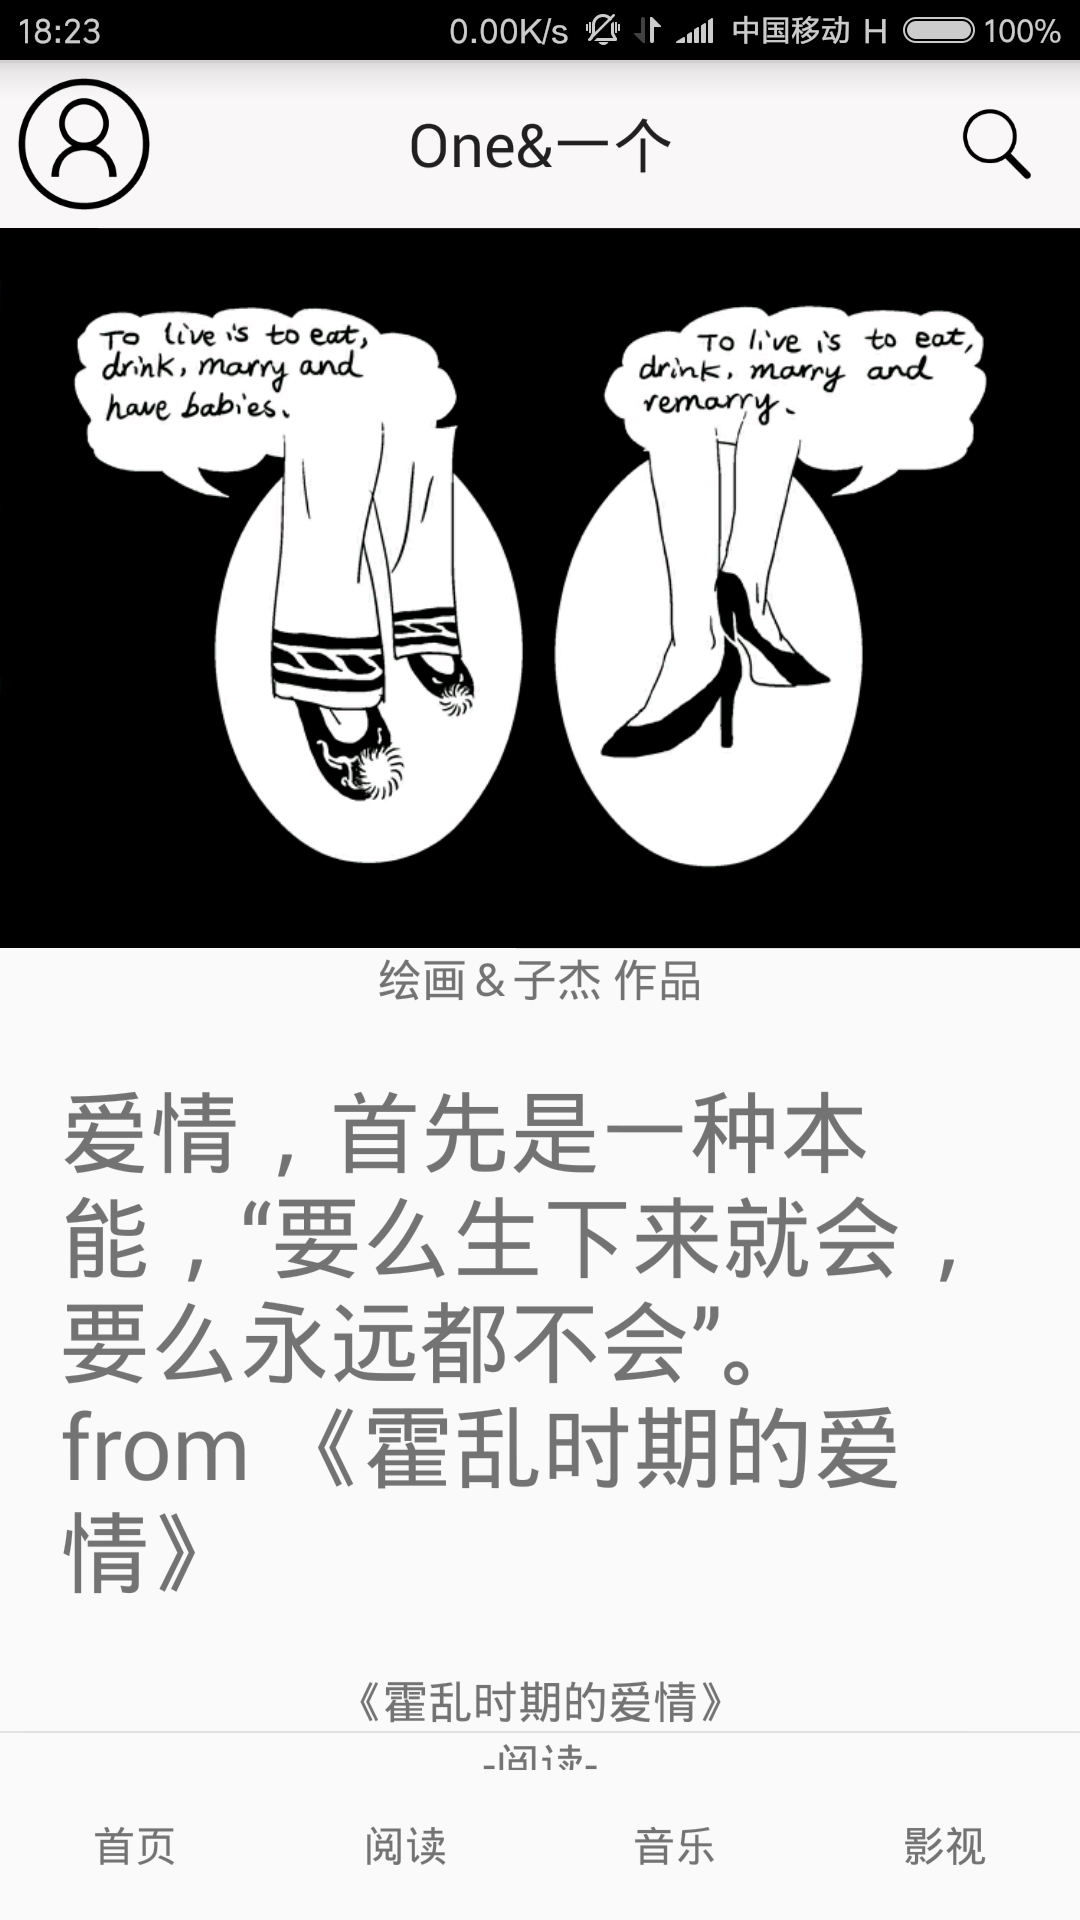 18:23 0.00K/s 中国移动 H 100%
One&一个
To live is to eat,
drink, marry and
have babies.
To live is to eat,
drink, marry and
remarry.
绘画&子杰 作品
爱情，首先是一种本
能，“要么生下来就会，
要么永远都不会”。
from 《霍乱时期的爱
情》
《霍乱时期的爱情》
-阅读-
首页 阅读 音乐 影视